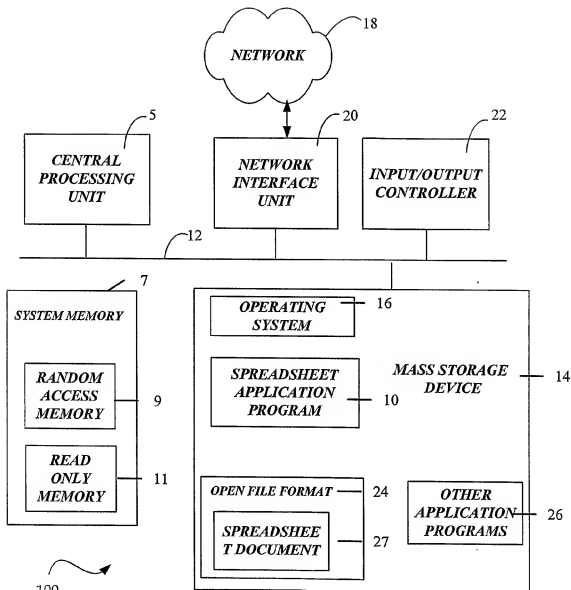 18
NETWORK
5
20
22
CENTRAL
PROCESSING
UNIT
NETWORK
INTERFACE
UNIT
INPUT/OUTPUT
CONTROLLER
12
7
SYSTEM MEMORY
16
OPERATING
SYSTEM
RANDOM
ACCESS
MEMORY
9
SPREADSHEET
APPLICATION
PROGRAM
10
MASS STORAGE
DEVICE
14
READ
ONLY
MEMORY
11
OPEN FILE FORMAT
24
SPREADSHEE
T DOCUMENT
27
OTHER
APPLICATION
PROGRAMS
26